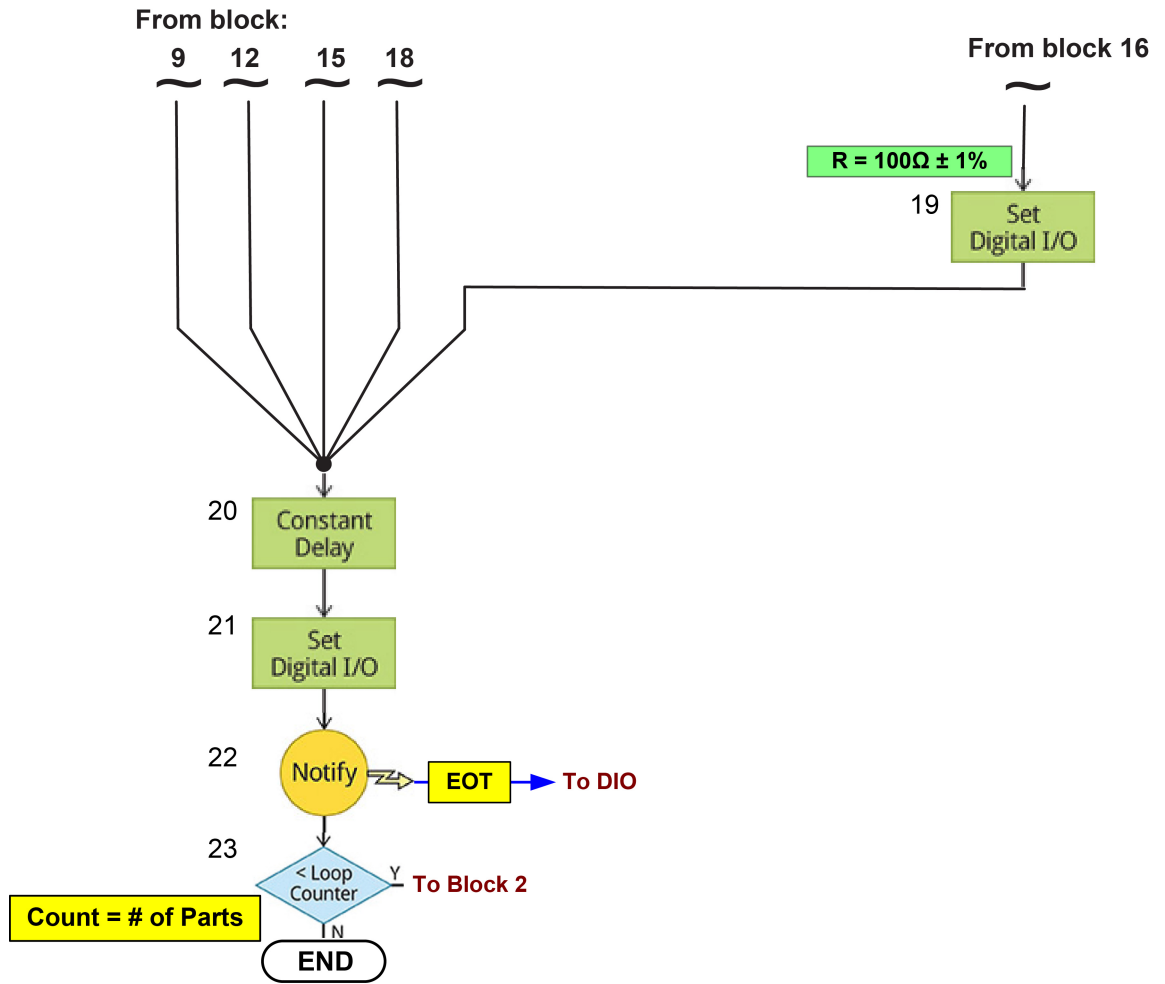 From block:
9 12 15 18
From block 16
R = 100Ω ± 1%
19
Set
Digital I/O
20
Constant
Delay
21
Set
Digital I/O
22
Notify
EOT
To DIO
23
< Loop
Counter
Y
To Block 2
Count = # of Parts
N
END